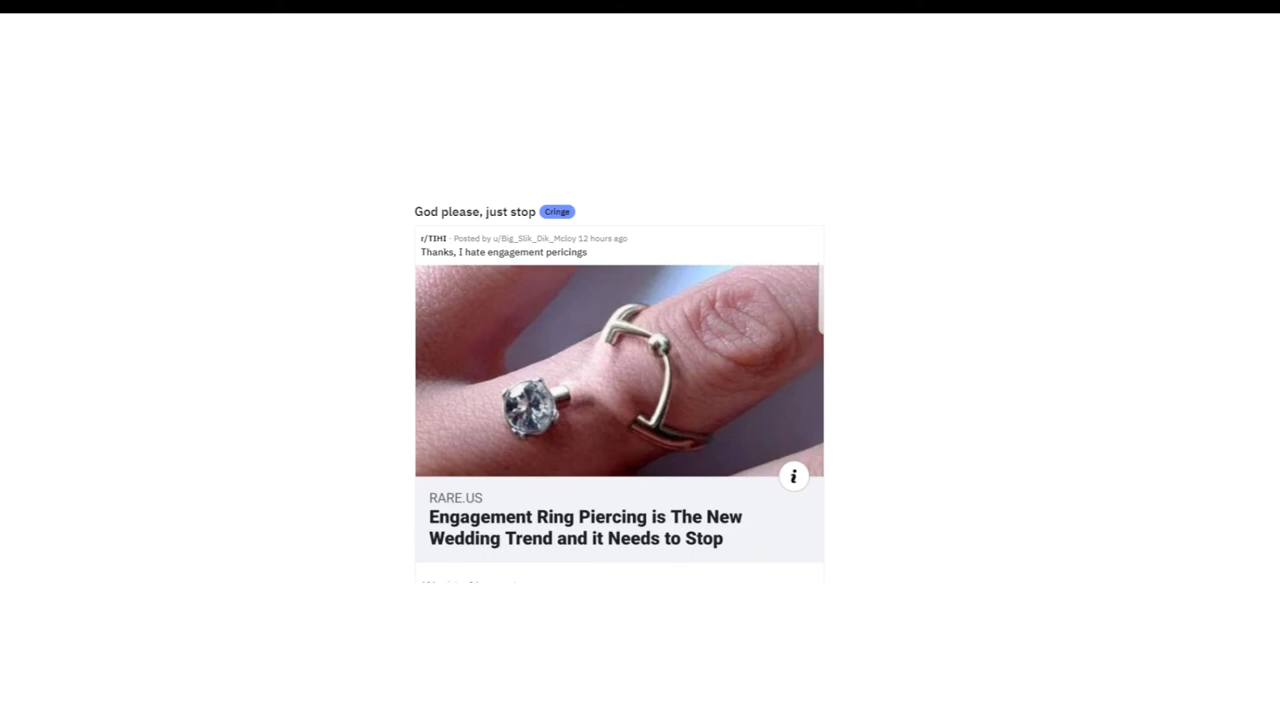 God please, just stop Cringe
r/TIHI · Posted by u/Big_Slik_Dik_Mcloy 12 hours ago
Thanks, I hate engagement pericings
i
RARE.US
Engagement Ring Piercing is The New
Wedding Trend and it Needs to Stop